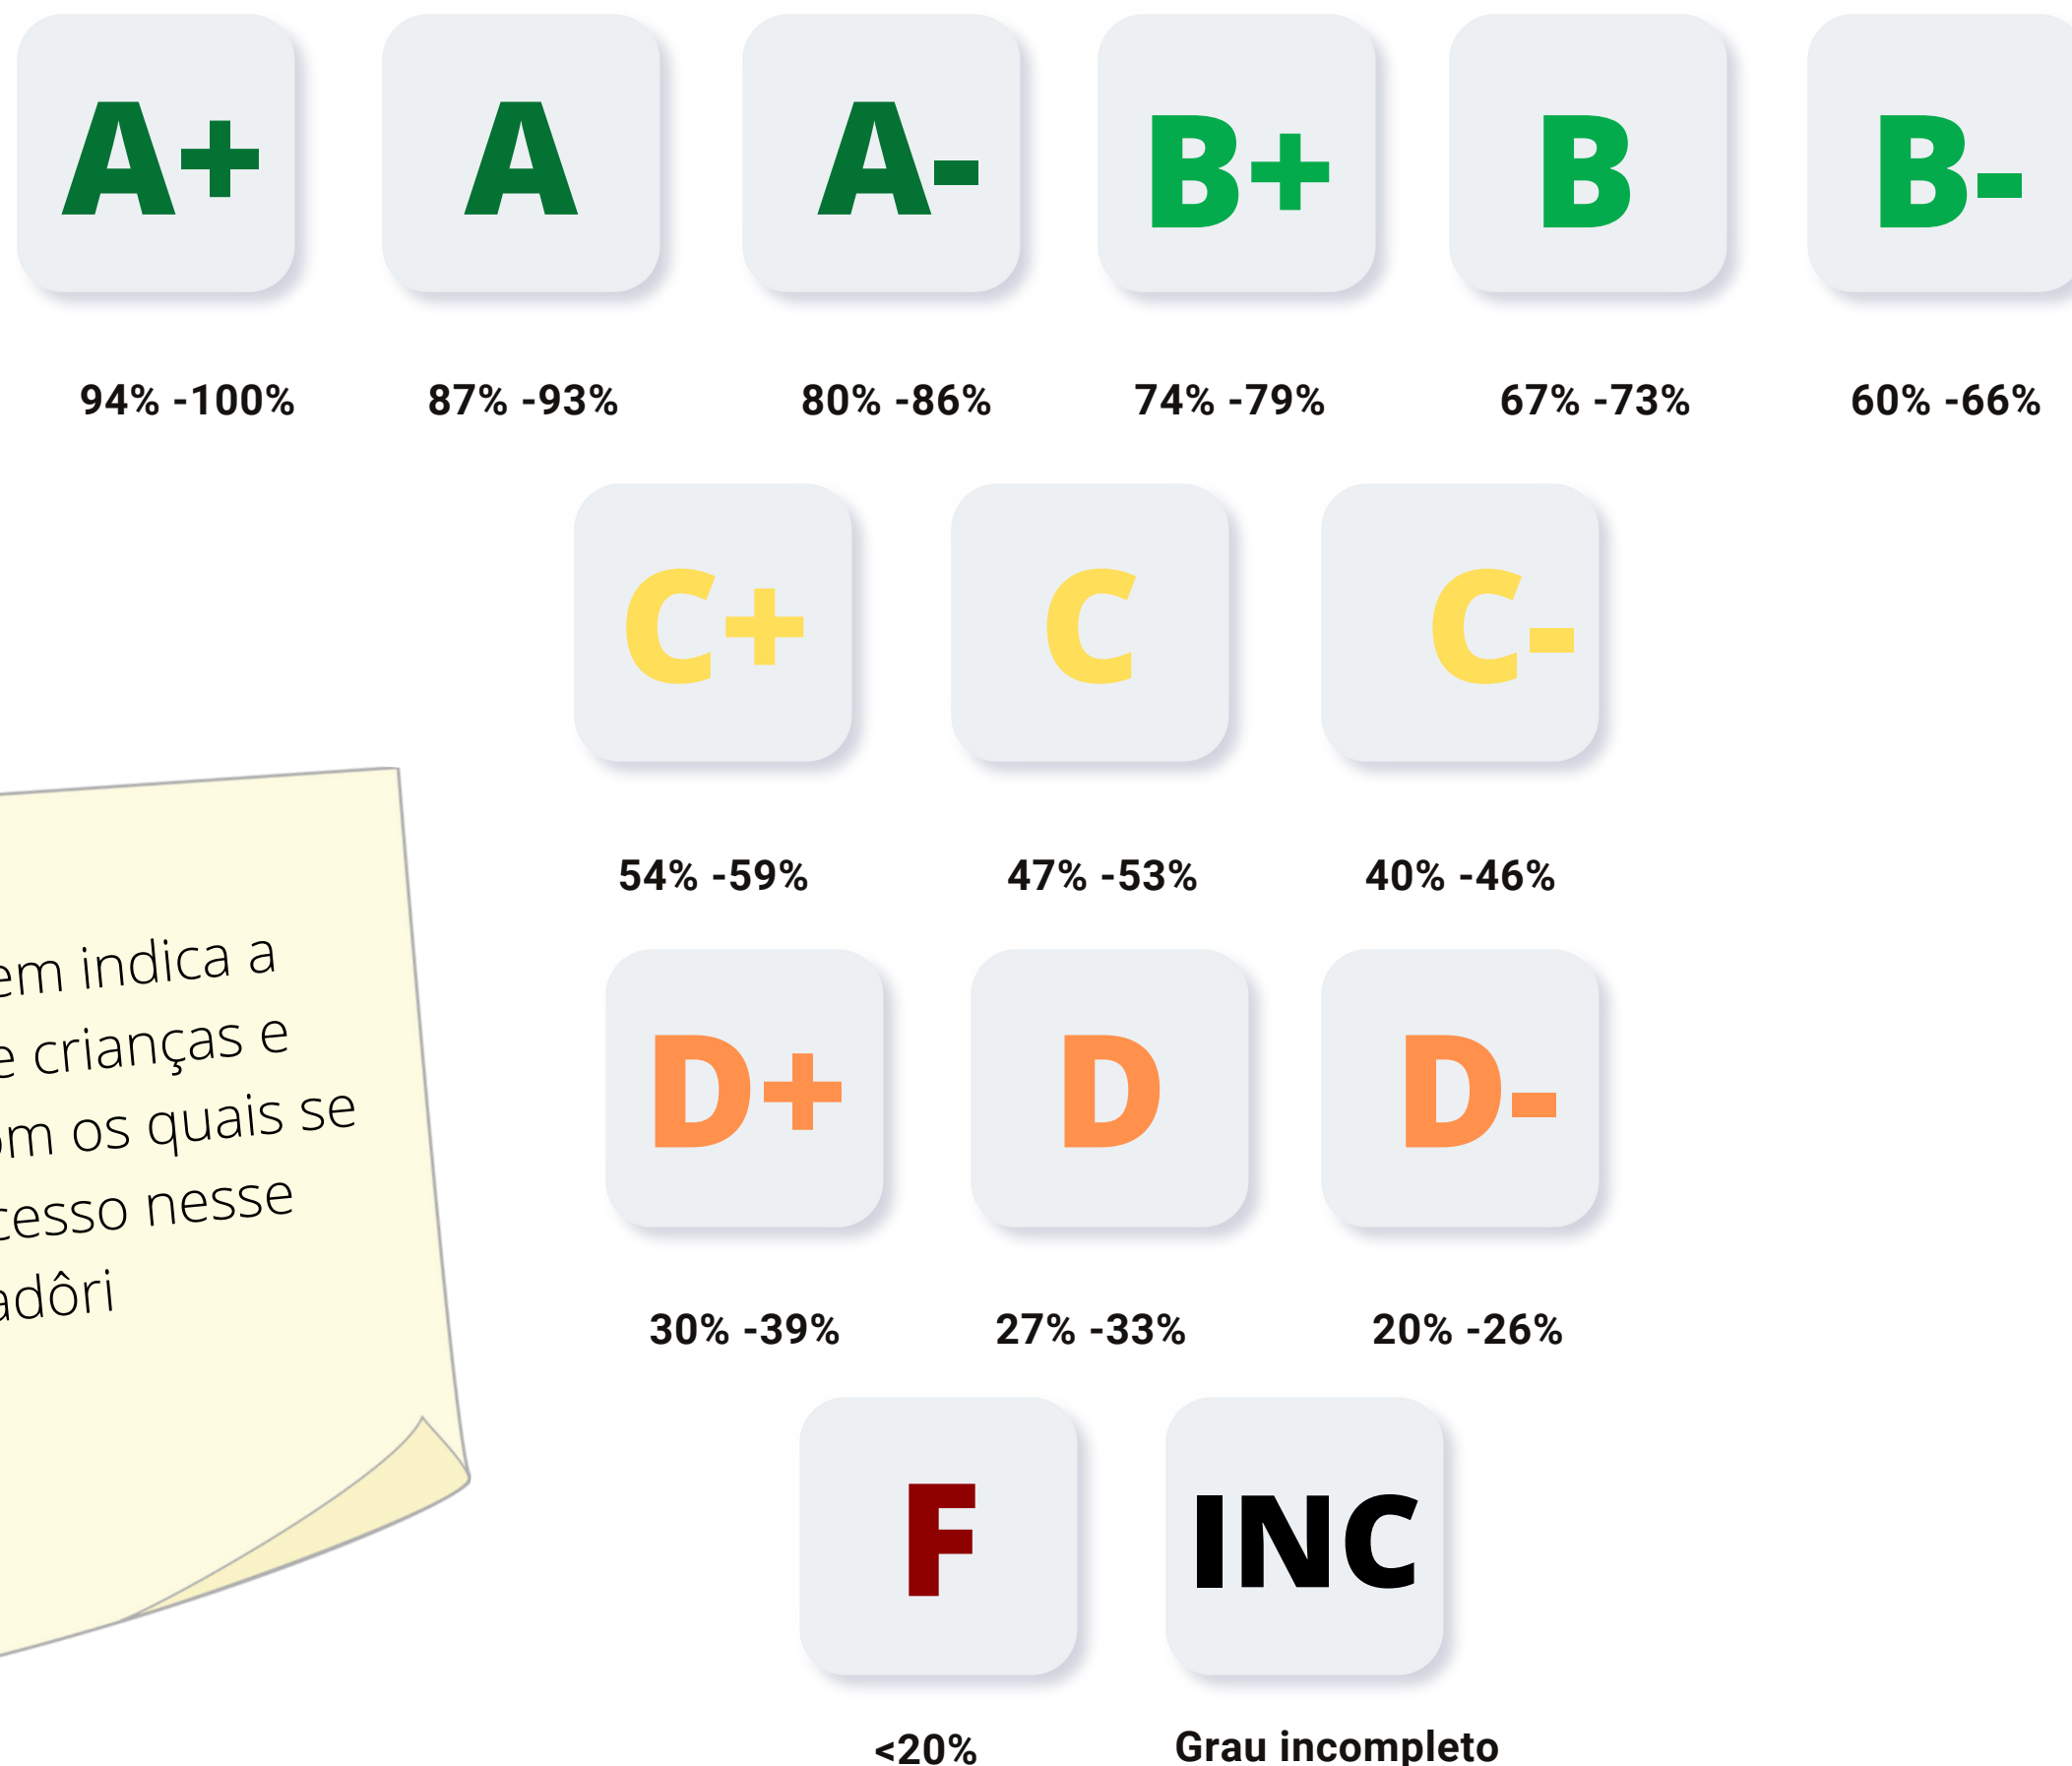 A+ A A- B+ B B-
94% -100% 87% -93% 80% -86% 74% -79% 67% -73% 60% -66%
C+ C C-
54% -59% 47% -53% 40% -46%
D+ D D-
30% -39% 27% -33% 20% -26%
F INC
<20% Grau incompleto
em indica a
e crianças e
om os quais se
cesso nesse
adôri